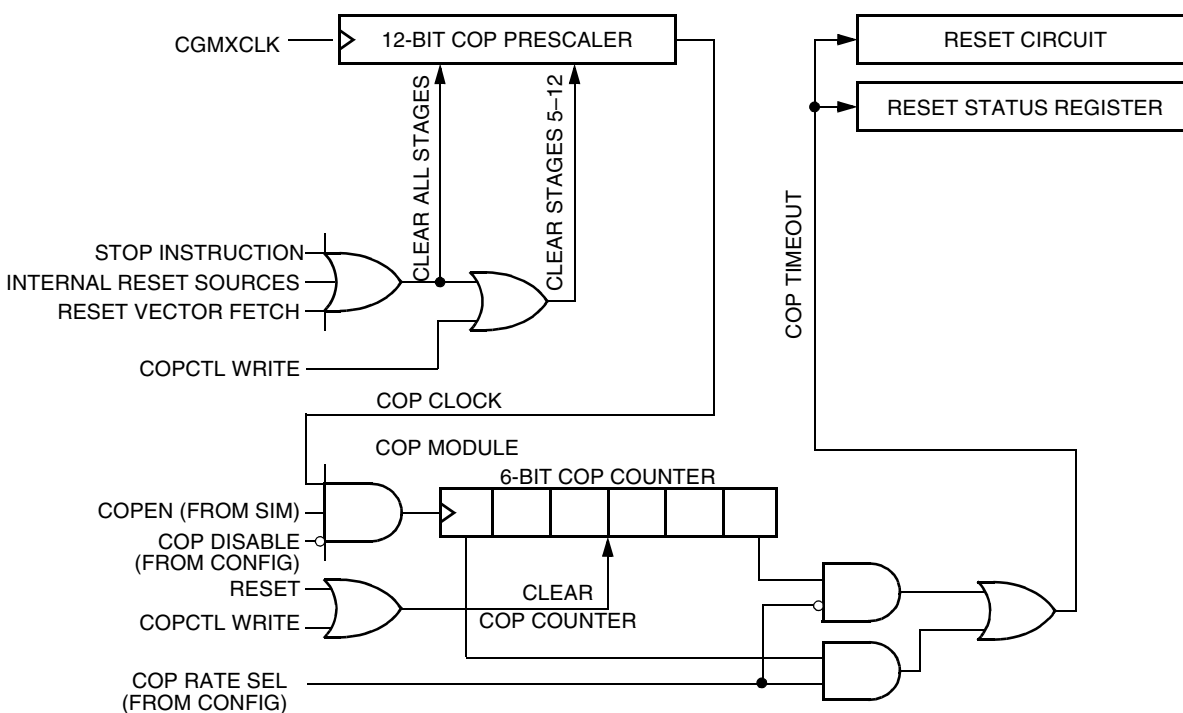 CGMXCLK
12-BIT COP PRESCALER
RESET CIRCUIT
RESET STATUS REGISTER
CLEAR ALL STAGES
CLEAR STAGES 5–12
COP TIMEOUT
STOP INSTRUCTION
INTERNAL RESET SOURCES
RESET VECTOR FETCH
COPCTL WRITE
COP CLOCK
COP MODULE
6-BIT COP COUNTER
COPEN (FROM SIM)
COP DISABLE
(FROM CONFIG)
RESET
COPCTL WRITE
CLEAR
COP COUNTER
COP RATE SEL
(FROM CONFIG)